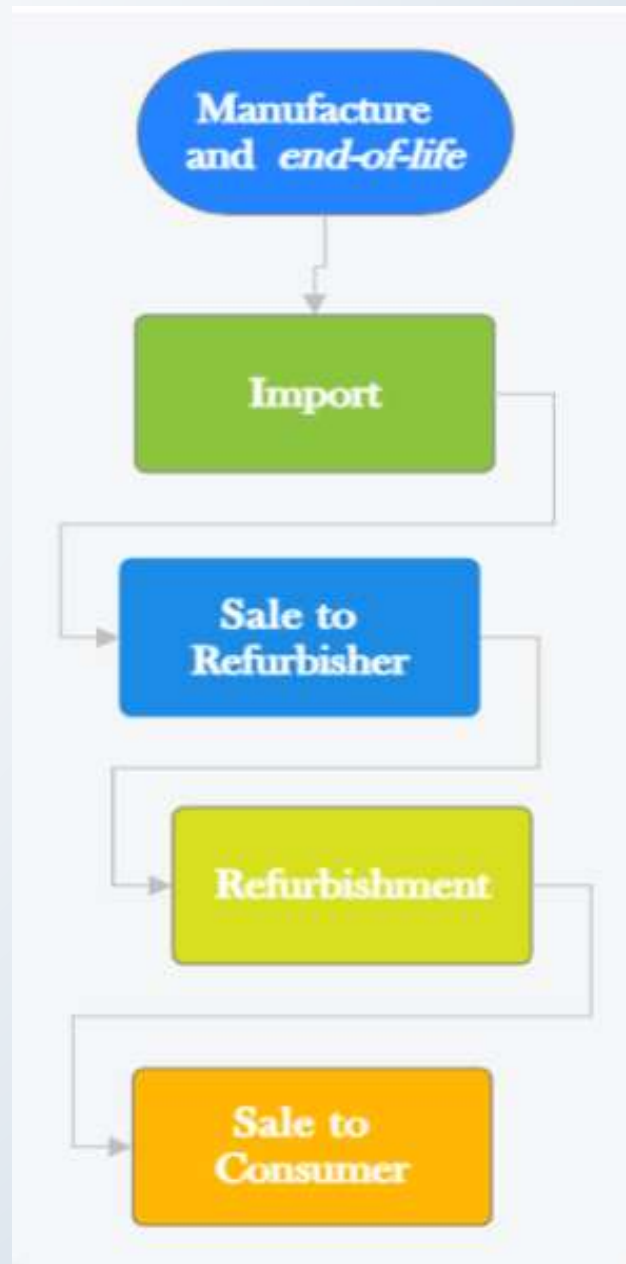 Manufacture
and end-of-life
Import
Sale to
Refurbisher
Refurbishment
Sale to
Consumer